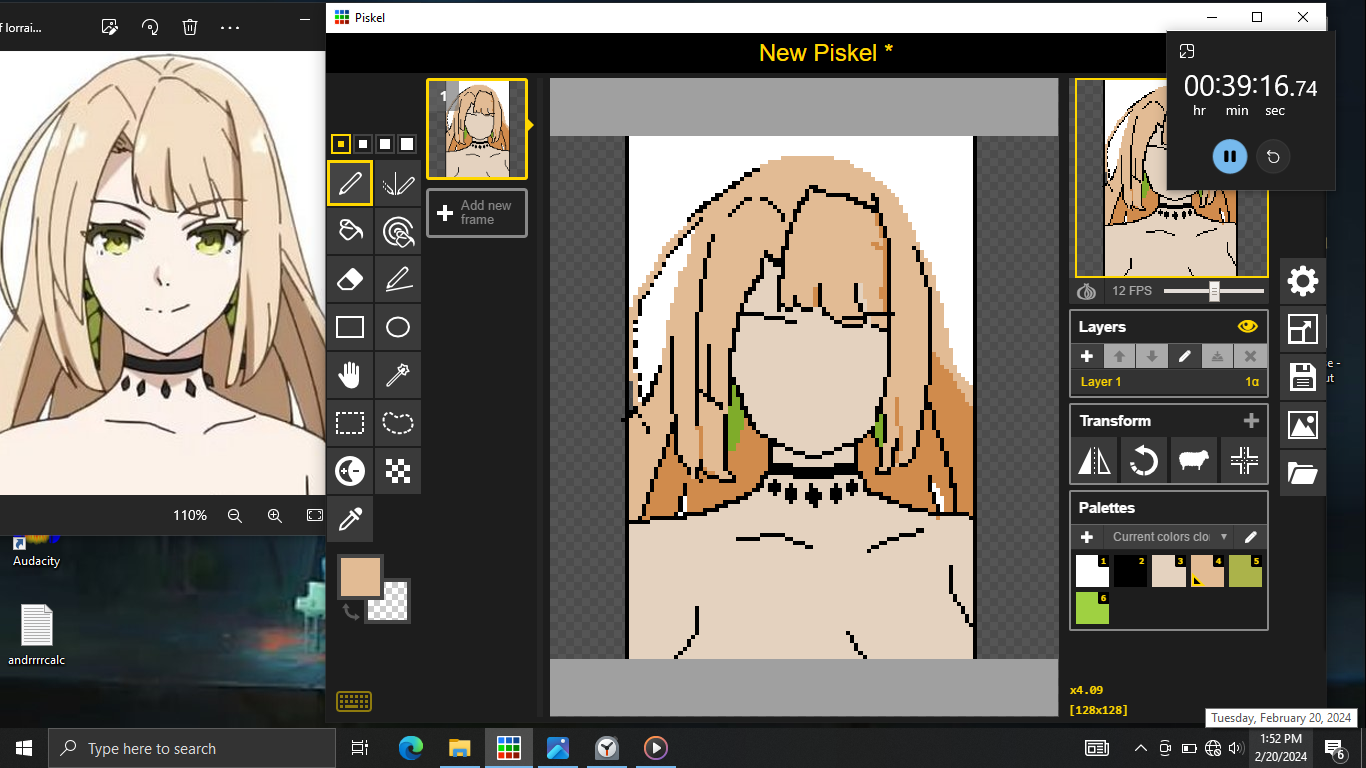 f lorrai...
Piskel
New Piskel *
00:39:16.74
hr min sec
1
Add new
frame
12 FPS
Layers
Layer 1
1α
Transform
Palettes
Current colors clo
1
2
3
4
5
6
110%
Audacity
andrrrrcalc
x4.09
[128x128]
e -
ut
Tuesday, February 20, 2024
Type here to search
1:52 PM
2/20/2024
6